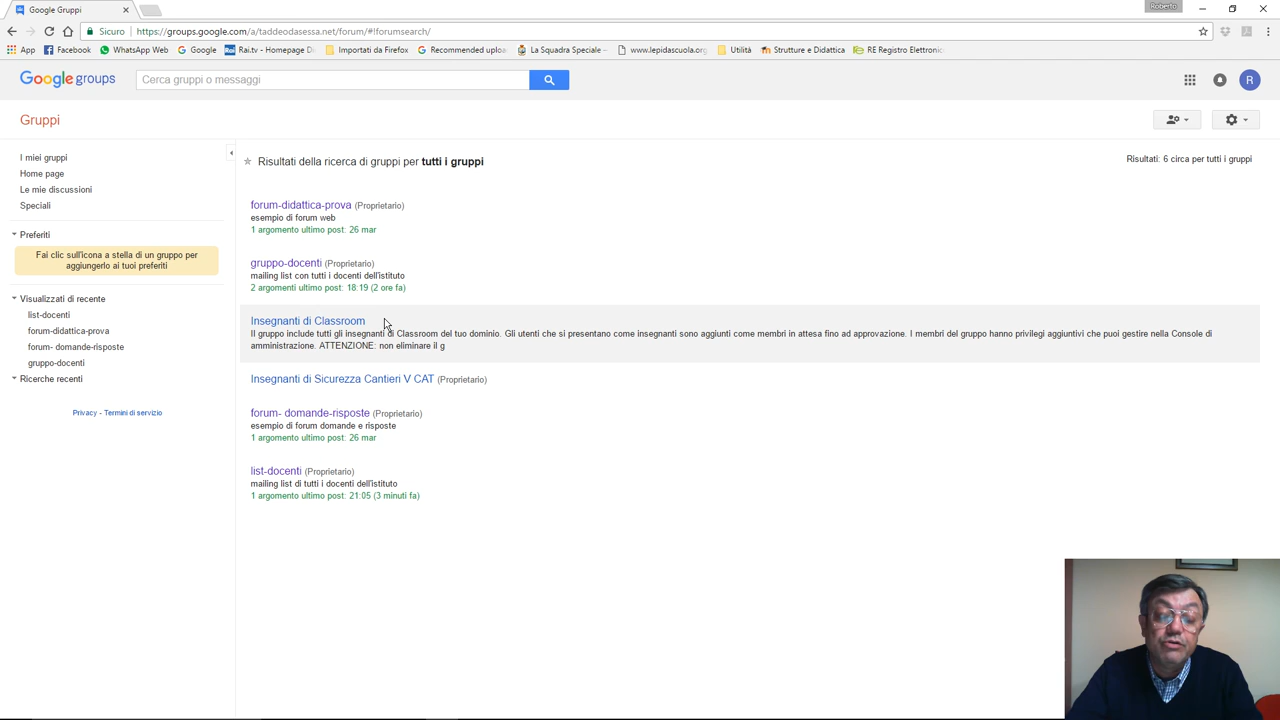 Google Gruppi
Roberto
Sicuro
https://groups.google.com/a/taddeodasessa.net/forum/#!forumsearch/
App
Facebook
WhatsApp Web
Google
Rai.tv - Homepage D
Importati da Firefox
Recommended uploa
La Squadra Speciale -
www.lepidascuola.org
Utilità
Strutture e Didattica
RE Registro Elettronic
Google groups
Cerca gruppi o messaggi
R
Gruppi
I miei gruppi
Home page
Le mie discussioni
Speciali
Preferiti
Fai clic sull'icona a stella di un gruppo per
aggiungerlo ai tuoi preferiti
Visualizzati di recente
list-docenti
forum-didattica-prova
forum- domande-risposte
gruppo-docenti
Ricerche recenti
Privacy - Termini di servizio
Risultati della ricerca di gruppi per tutti i gruppi
Risultati: 6 circa per tutti i gruppi
forum-didattica-prova (Proprietario)
esempio di forum web
1 argomento ultimo post: 26 mar
gruppo-docenti (Proprietario)
mailing list con tutti i docenti dell'istituto
2 argomenti ultimo post: 18:19 (2 ore fa)
Insegnanti di Classroom
Il gruppo include tutti gli insegnanti di Classroom del tuo dominio. Gli utenti che si presentano come insegnanti sono aggiunti come membri in attesa fino ad approvazione. I membri del gruppo hanno privilegi aggiuntivi che puoi gestire nella Console di
amministrazione. ATTENZIONE: non eliminare il g
Insegnanti di Sicurezza Cantieri V CAT (Proprietario)
forum- domande-risposte (Proprietario)
esempio di forum domande e risposte
1 argomento ultimo post: 26 mar
list-docenti (Proprietario)
mailing list di tutti i docenti dell'istituto
1 argomento ultimo post: 21:05 (3 minuti fa)